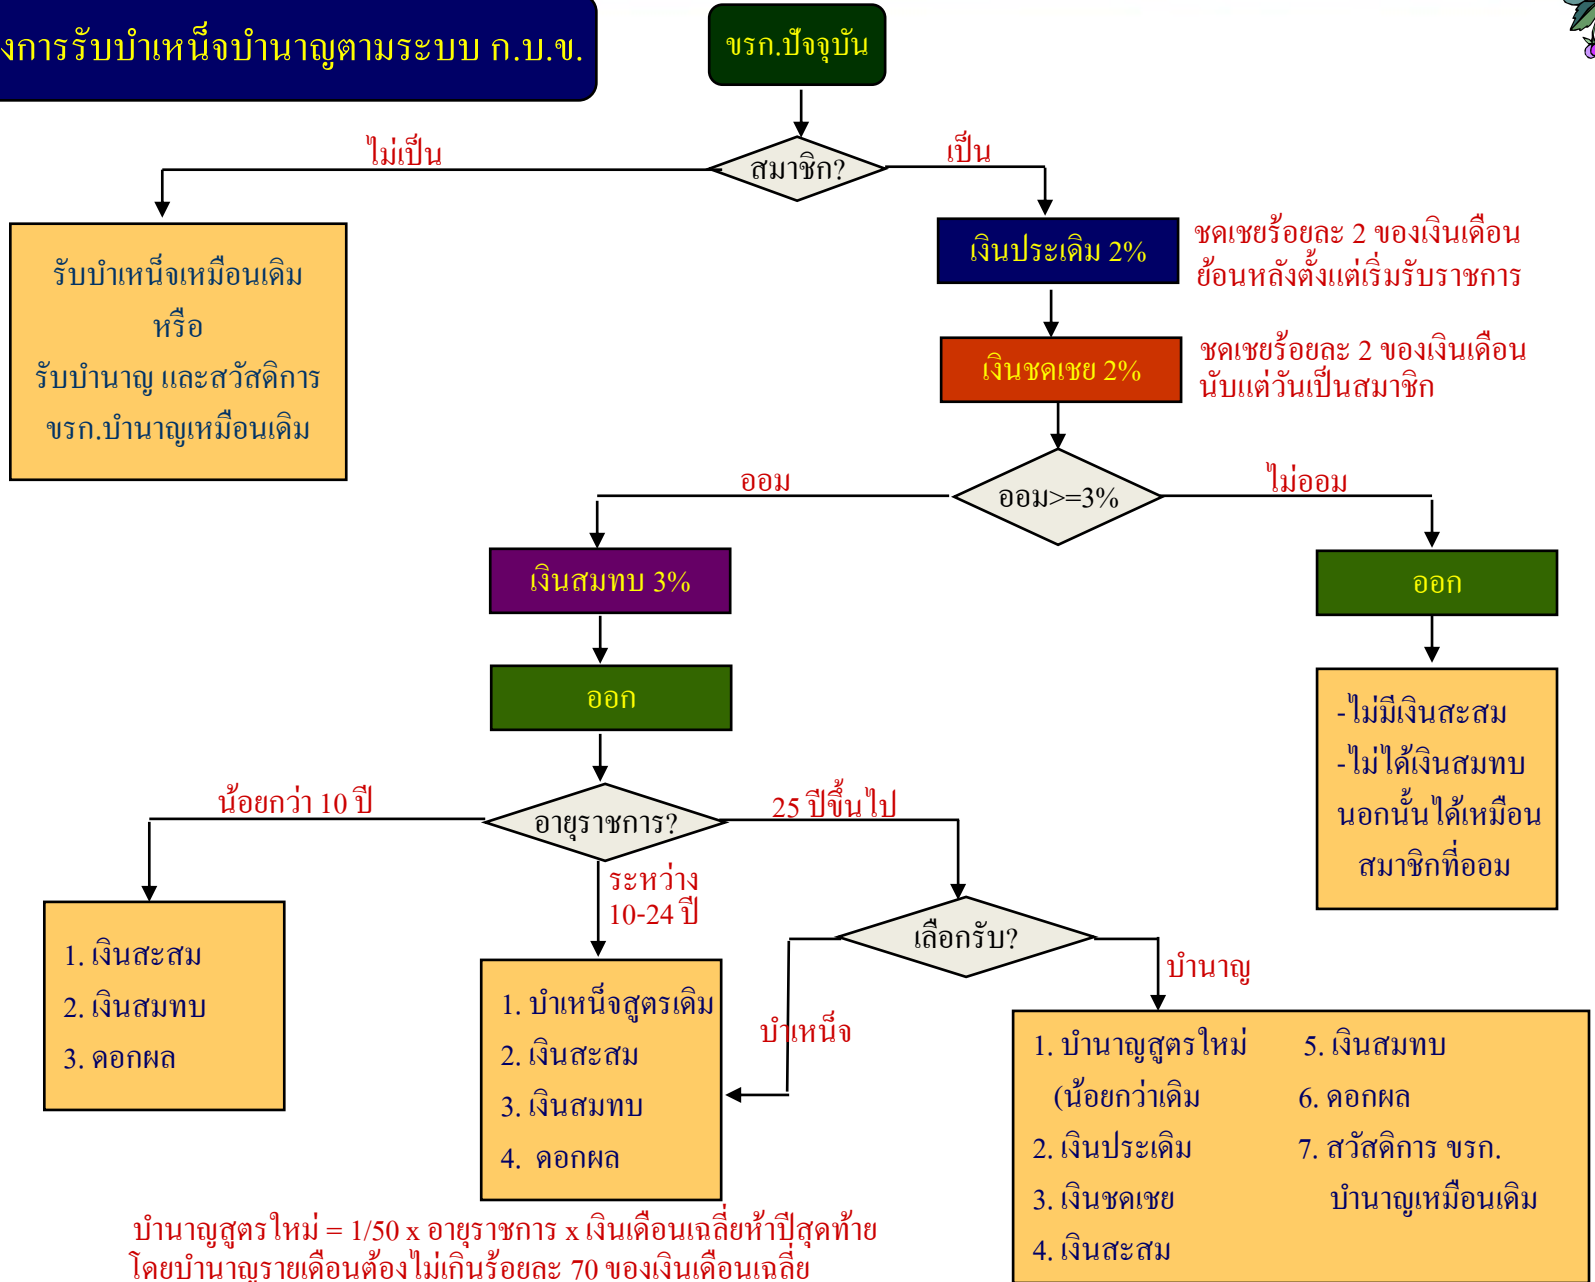 งการรับบำเหน็จบำนาญตามระบบ ก.บ.ข.
ขรก.ปัจจุบัน
สมาชิก?
ไม่เป็น
เป็น
รับบำเหน็จเหมือนเดิม
หรือ
รับบำนาญ และสวัสดิการ
ขรก.บำนาญเหมือนเดิม
เงินประเดิม 2%
ชดเชยร้อยละ 2 ของเงินเดือน
ย้อนหลังตั้งแต่เริ่มรับราชการ
เงินชดเชย 2%
ชดเชยร้อยละ 2 ของเงินเดือน
นับแต่วันเป็นสมาชิก
ออม>=3%
ออม
ไม่ออม
เงินสมทบ 3%
ออก
ออก
-ไม่มีเงินสะสม
-ไม่ได้เงินสมทบ
นอกนั้นได้เหมือน
สมาชิกที่ออม
อายุราชการ?
น้อยกว่า 10 ปี
25 ปีขึ้นไป
ระหว่าง
10-24 ปี
1. เงินสะสม
2. เงินสมทบ
3. ดอกผล
1. บำเหน็จสูตรเดิม
2. เงินสะสม
3. เงินสมทบ
4. ดอกผล
เลือกรับ?
บำเหน็จ
บำนาญ
1. บำนาญสูตรใหม่
(น้อยกว่าเดิม
2. เงินประเดิม
3. เงินชดเชย
4. เงินสะสม
5. เงินสมทบ
6. ดอกผล
7. สวัสดิการ ขรก.
บำนาญเหมือนเดิม
บำนาญสูตรใหม่ = 1/50 x อายุราชการ x เงินเดือนเฉลี่ยห้าปีสุดท้าย
โดยบำนาญรายเดือนต้องไม่เกินร้อยละ 70 ของเงินเดือนเฉลี่ย